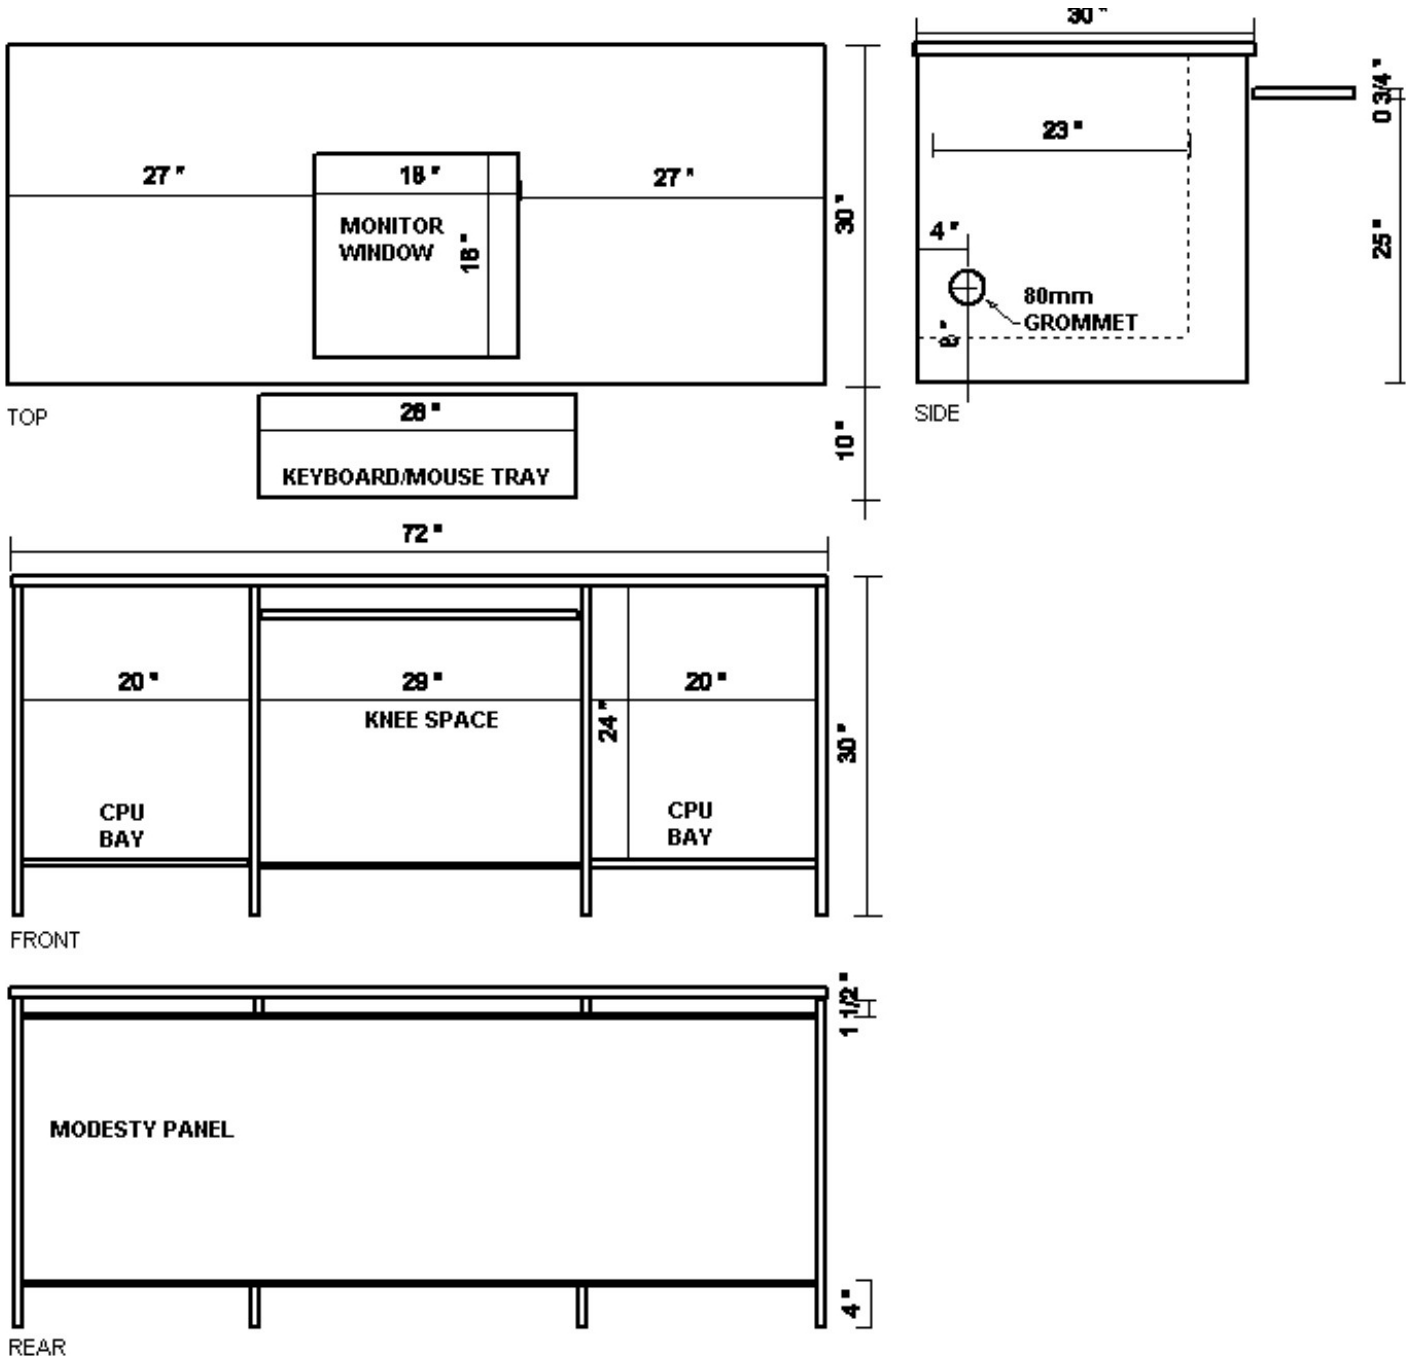 27 "
18 "
27 "
MONITOR
WINDOW
18 "
30 "
TOP
28 "
KEYBOARD/MOUSE TRAY
10 "
30 "
0 3/4 "
23 "
4 "
25 "
80mm
GROMMET
SIDE
72 "
20 "
29 "
20 "
KNEE SPACE
24 "
30 "
CPU
BAY
CPU
BAY
FRONT
1 1/2 "
MODESTY PANEL
4 "
REAR